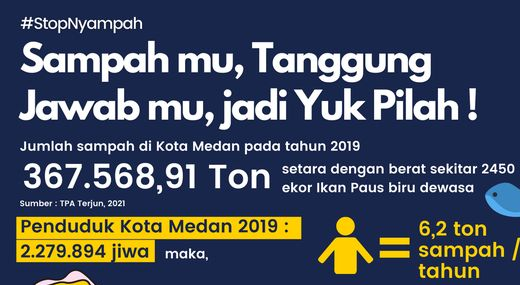 #StopNyampah
Sampah mu, Tanggung
Jawab mu, jadi Yuk Pilah !
Jumlah sampah di Kota Medan pada tahun 2019
367.568,91 Ton
setara dengan berat sekitar 2450
ekor Ikan Paus biru dewasa
Sumber : TPA Terjun, 2021
Penduduk Kota Medan 2019 :
2.279.894 jiwa maka,
= 6,2 ton
sampah /
tahun